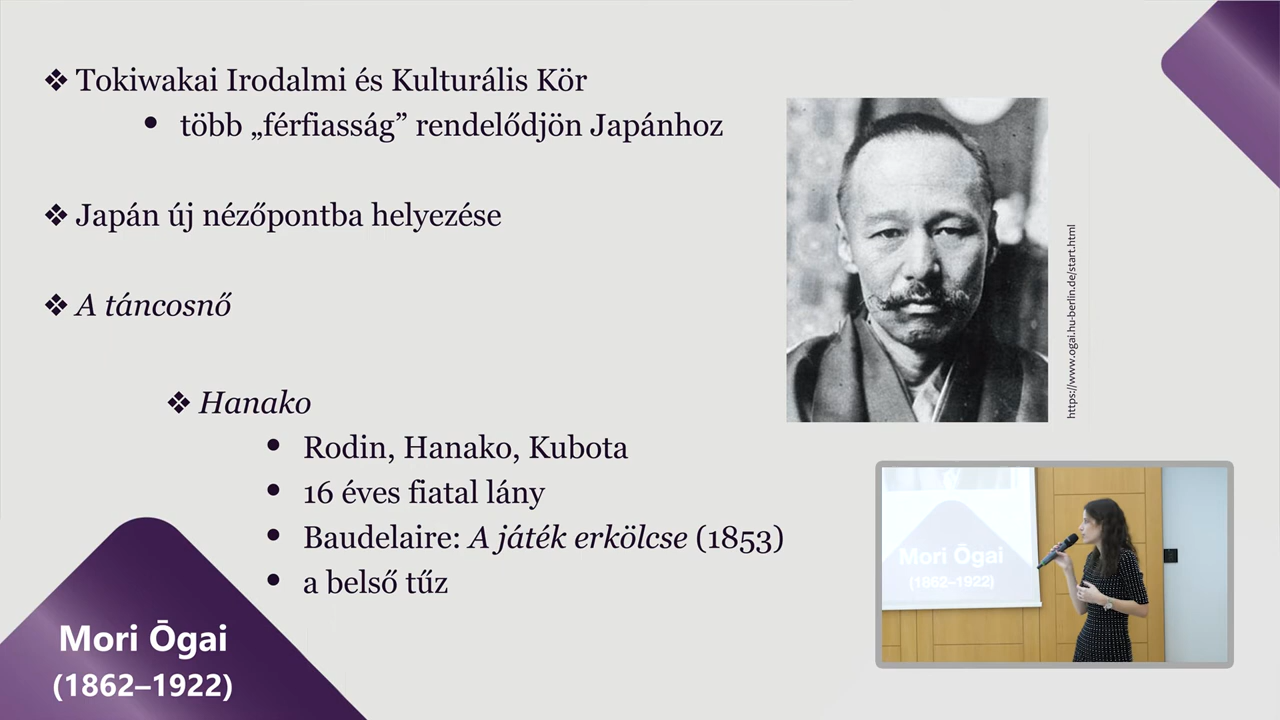 ❖ Tokiwakai Irodalmi és Kulturális Kör
• több „férfiasság” rendelődjön Japánhoz
❖ Japán új nézőpontba helyezése
❖ A táncosnő
❖ Hanako
• Rodin, Hanako, Kubota
• 16 éves fiatal lány
• Baudelaire: A játék erkölcse (1853)
• a belső tűz
https://www.ogai.hu-berlin.de/start.html
Mori Ōgai
(1862–1922)
Mori Ōgai
(1862–1922)